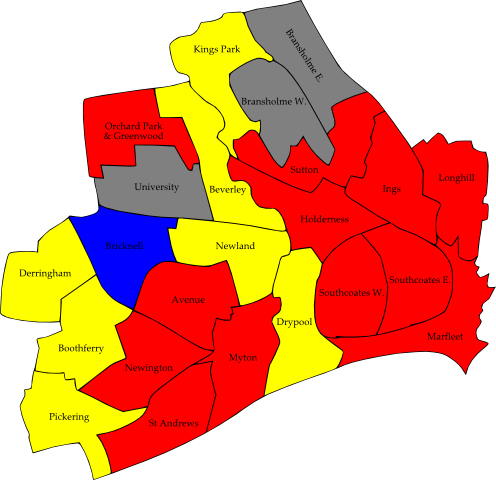 Kings Park
Bransholme E.
Bransholme W.
Orchard Park
& Greenwood
Sutton
University
Beverley
Ings
Longhill
Holderness
Bricknell
Newland
Derringham
Southcoates E.
Southcoates W.
Avenue
Drypool
Marfleet
Boothferry
Myton
Newington
Pickering
St Andrews